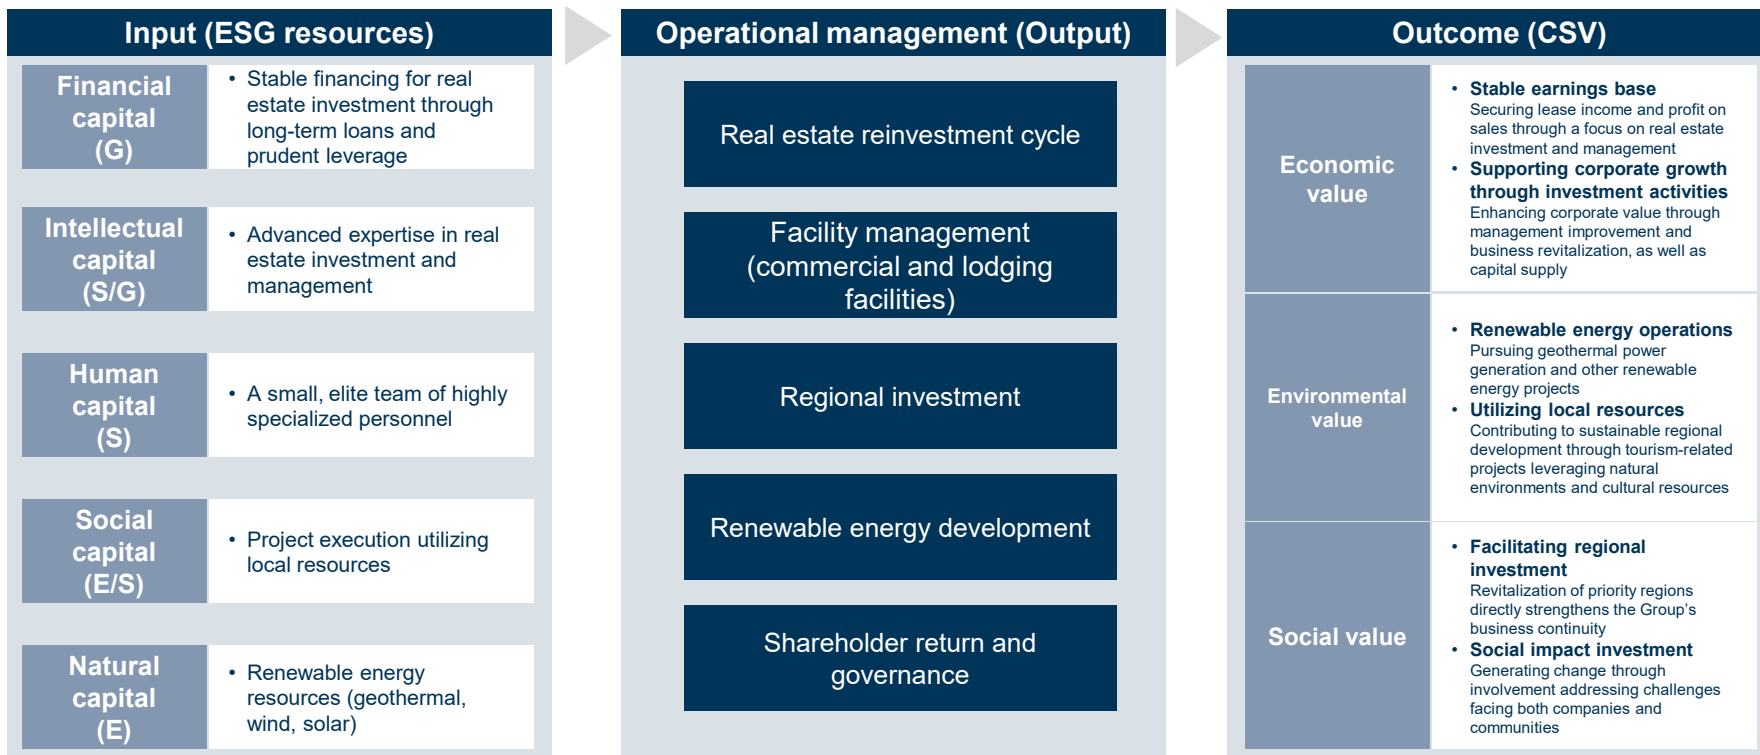 Input (ESG resources)
Financial
capital
(G)
• Stable financing for real
estate investment through
long-term loans and
prudent leverage
Intellectual
capital
(S/G)
• Advanced expertise in real
estate investment and
management
Human
capital
(S)
• A small, elite team of highly
specialized personnel
Social
capital
(E/S)
• Project execution utilizing
local resources
Natural
capital
(E)
• Renewable energy
resources (geothermal,
wind, solar)
Operational management (Output)
Real estate reinvestment cycle
Facility management
(commercial and lodging
facilities)
Regional investment
Renewable energy development
Shareholder return and
governance
Outcome (CSV)
Economic
value
• Stable earnings base
Securing lease income and profit on
sales through a focus on real estate
investment and management
• Supporting corporate growth
through investment activities
Enhancing corporate value through
management improvement and
business revitalization, as well as
capital supply
Environmental
value
• Renewable energy operations
Pursuing geothermal power
generation and other renewable
energy projects
• Utilizing local resources
Contributing to sustainable regional
development through tourism-related
projects leveraging natural
environments and cultural resources
Social value
• Facilitating regional
investment
Revitalization of priority regions
directly strengthens the Group's
business continuity
• Social impact investment
Generating change through
involvement addressing challenges
facing both companies and
communities